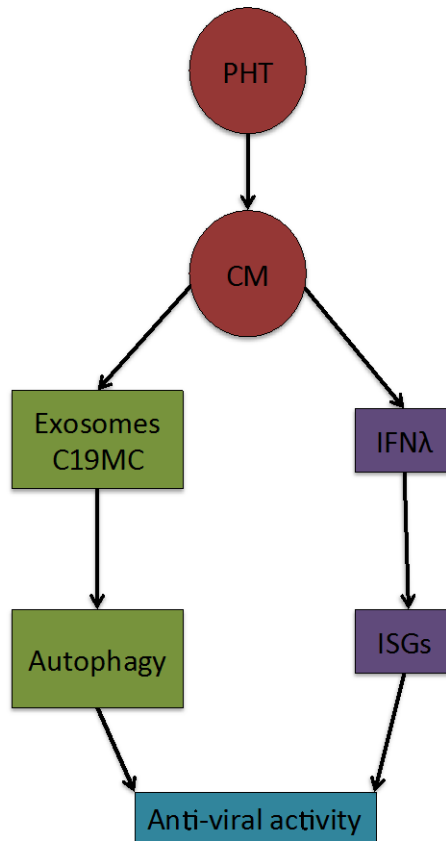 PHT
CM
Exosomes
C19MC
IFNλ
Autophagy
ISGs
Anti-viral activity